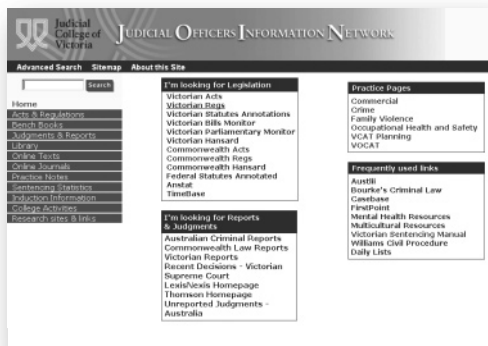 Judicial
College of
Victoria
JUDICIAL OFFICERS INFORMATION NETWORK
Advanced Search Sitemap About this Site
Search
Home
Acts & Regulations
Bench Books
Judgments & Reports
Library
Online Texts
Online Journals
Practice Notes
Sentencing Statistics
Induction Information
College Activities
Research sites & links
I'm looking for Legislation
Victorian Acts
Victorian Regs
Victorian Statutes Annotations
Victorian Bills Monitor
Victorian Parliamentary Monitor
Victorian Hansard
Commonwealth Acts
Commonwealth Regs
Commonwealth Hansard
Federal Statutes Annotated
Anstat
TimeBase
I'm looking for Reports
& Judgments
Australian Criminal Reports
Commonwealth Law Reports
Victorian Reports
Recent Decisions - Victorian
Supreme Court
LexisNexis Homepage
Thomson Homepage
Unreported Judgments -
Australia
Practice Pages
Commercial
Crime
Family Violence
Occupational Health and Safety
VCAT Planning
VOCAT
Frequently used links
Austlii
Bourke's Criminal Law
Casebase
FirstPoint
Mental Health Resources
Multicultural Resources
Victorian Sentencing Manual
Williams Civil Procedure
Daily Lists